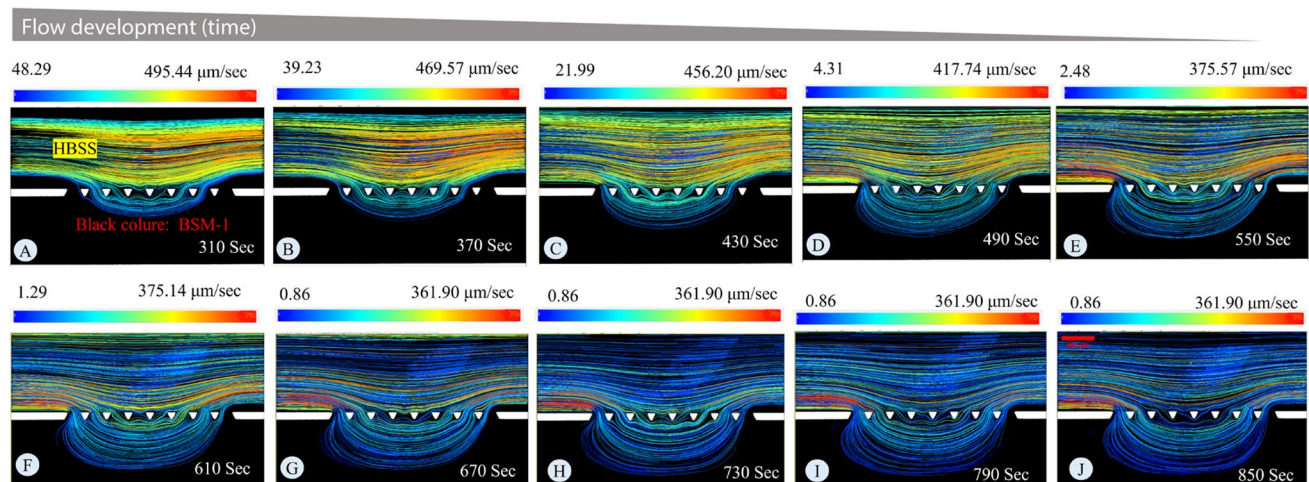 Flow development (time)
48.29 495.44 μm/sec
39.23 469.57 μm/sec
21.99 456.20 μm/sec
4.31 417.74 μm/sec
2.48 375.57 μm/sec
HBSS
Black colure: BSM-1
A 310 Sec
B 370 Sec
C 430 Sec
D 490 Sec
E 550 Sec
1.29 375.14 μm/sec
0.86 361.90 μm/sec
0.86 361.90 μm/sec
0.86 361.90 μm/sec
0.86 361.90 μm/sec
F 610 Sec
G 670 Sec
H 730 Sec
I 790 Sec
J 850 Sec